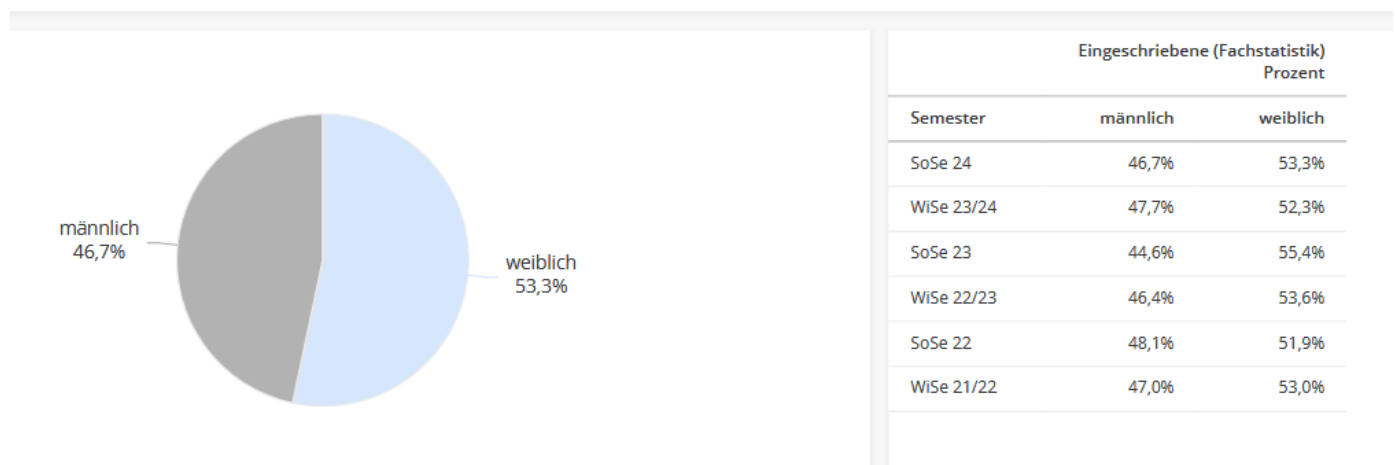 männlich
46,7%
weiblich
53,3%
Eingeschriebene (Fachstatistik)
Prozent
Semester männlich weiblich
SoSe 24 46,7% 53,3%
WiSe 23/24 47,7% 52,3%
SoSe 23 44,6% 55,4%
WiSe 22/23 46,4% 53,6%
SoSe 22 48,1% 51,9%
WiSe 21/22 47,0% 53,0%